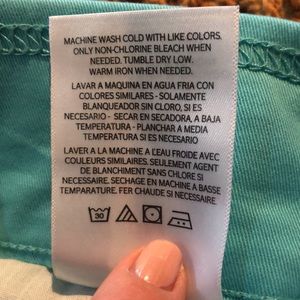 MACHINE WASH COLD WITH LIKE COLORS.
ONLY NON-CHLORINE BLEACH WHEN
NEEDED. TUMBLE DRY LOW.
WARM IRON WHEN NEEDED.
LAVAR A MAQUINA EN AGUA FRIA CON
COLORES SIMILARES - SOLAMENTE
BLANQUEADOR SIN CLORO, SI ES
NECESARIO - SECAR EN SECADORA, A BAJA
TEMPERATURA - PLANCHAR A MEDIA
TEMPERATURA SI ES NECESARIO
LAVER A LA MACHINE A L'EAU FROIDE AVEC
COULEURS SIMILAIRES. SEULEMENT AGENT
DE BLANCHIMENT SANS CHLORE SI
NECESSAIRE. SECHAGE EN MACHINE A BASSE
TEMPARATURE. FER CHAUDE SI NECESSAIRE
30